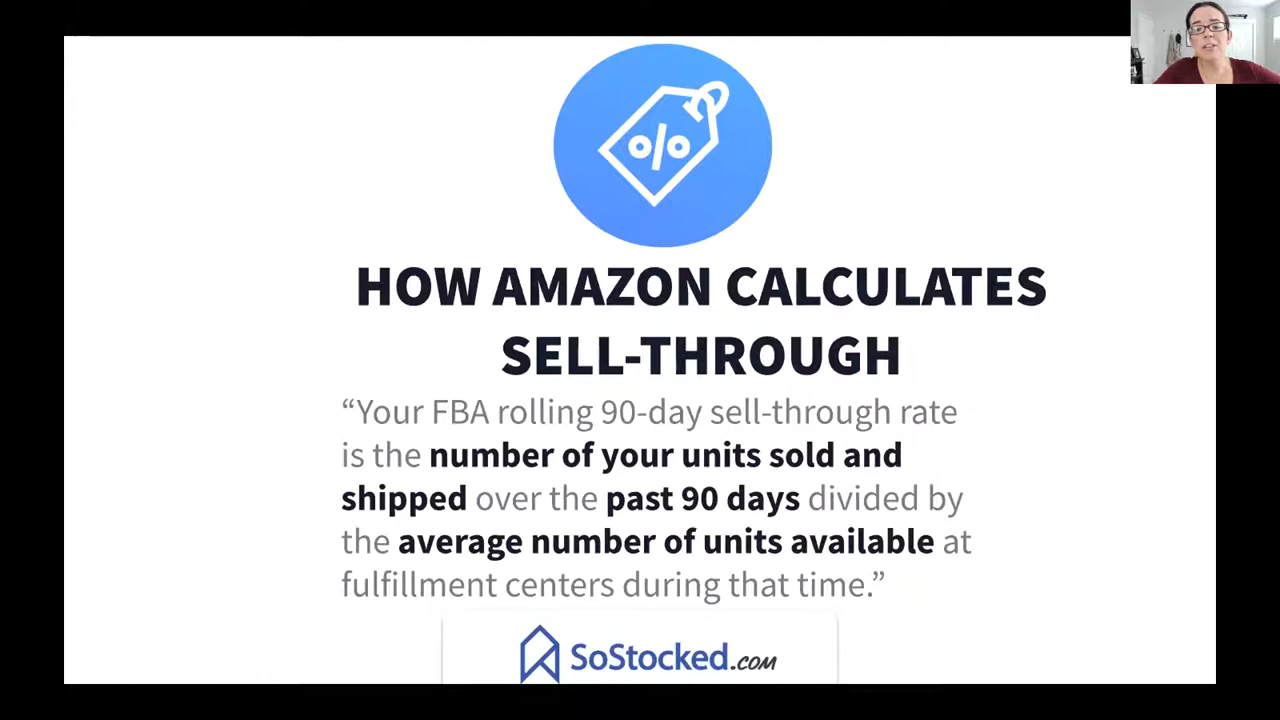 %
HOW AMAZON CALCULATES
SELL-THROUGH
“Your FBA rolling 90-day sell-through rate
is the number of your units sold and
shipped over the past 90 days divided by
the average number of units available at
fulfillment centers during that time.”
SoStocked.com